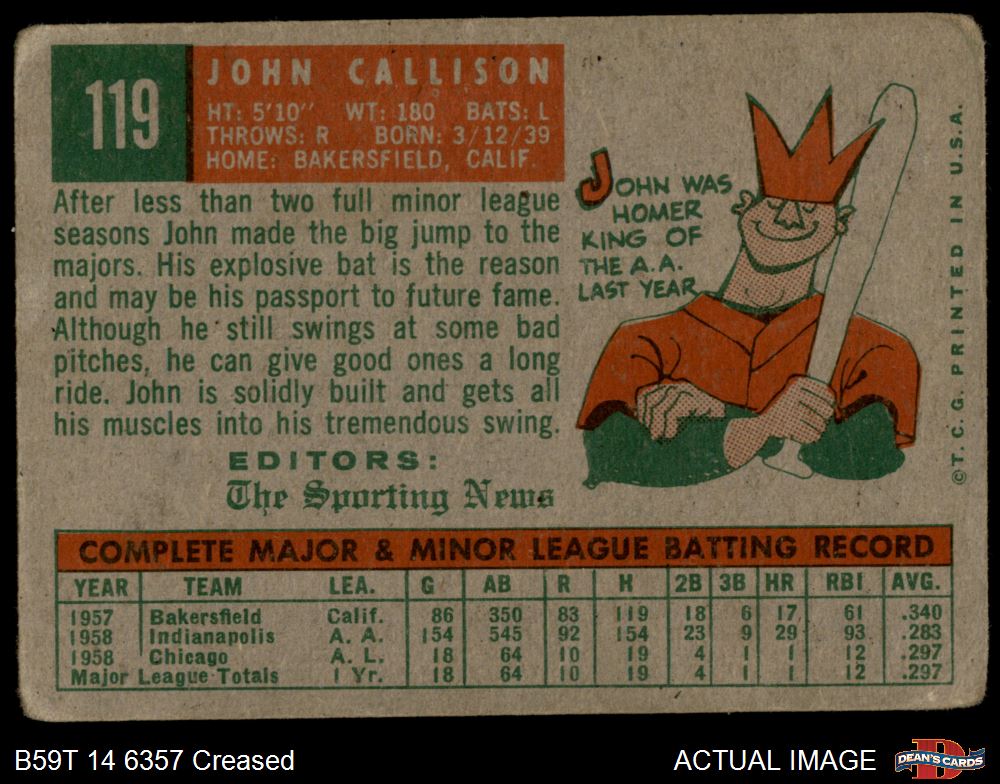 119
JOHN CALLISON
HT: 5'10" WT: 180 BATS: L
THROWS: R BORN: 3/12/39
HOME: BAKERSFIELD, CALIF.
After less than two full minor league
seasons John made the big jump to the
majors. His explosive bat is the reason
and may be his passport to future fame.
Although he still swings at some bad
pitches, he can give good ones a long
ride. John is solidly built and gets all
his muscles into his tremendous swing.
EDITORS:
The Sporting News
JOHN WAS
HOMER
KING OF
THE A.A.
LAST YEAR
©T.C.G. PRINTED IN U.S.A.
COMPLETE MAJOR & MINOR LEAGUE BATTING RECORD
YEAR TEAM LEA. G AB R H 2B 3B HR RBI AVG.
1957 Bakersfield Calif. 86 350 83 119 18 6 17 61 .340
1958 Indianapolis A. A. 154 545 92 154 23 9 29 93 .283
1958 Chicago A. L. 18 64 10 19 4 1 1 12 .297
Major League Totals 1 Yr. 18 64 10 19 4 1 1 12 .297
B59T 14 6357 Creased
ACTUAL IMAGE
D
DEAN'S CARDS